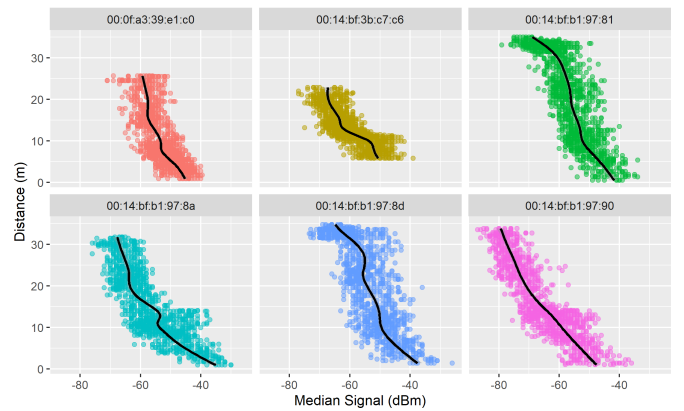 00:0f:a3:39:e1:c0 00:14:bf:3b:c7:c6 00:14:bf:b1:97:81
30
20
10
0
Distance (m)
00:14:bf:b1:97:8a 00:14:bf:b1:97:8d 00:14:bf:b1:97:90
30
20
10
0
-80 -60 -40 -80 -60 -40 -80 -60 -40
Median Signal (dBm)